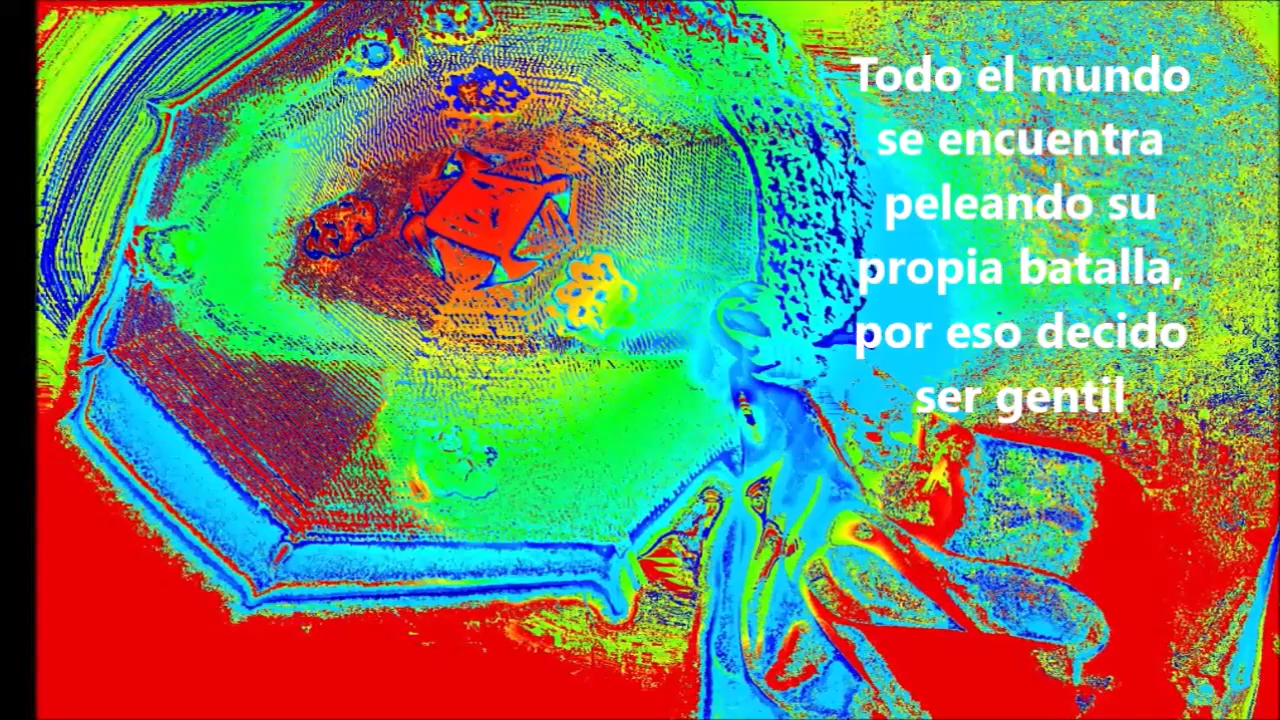 Todo el mundo
se encuentra
peleando su
propia batalla,
por eso decido
ser gentil